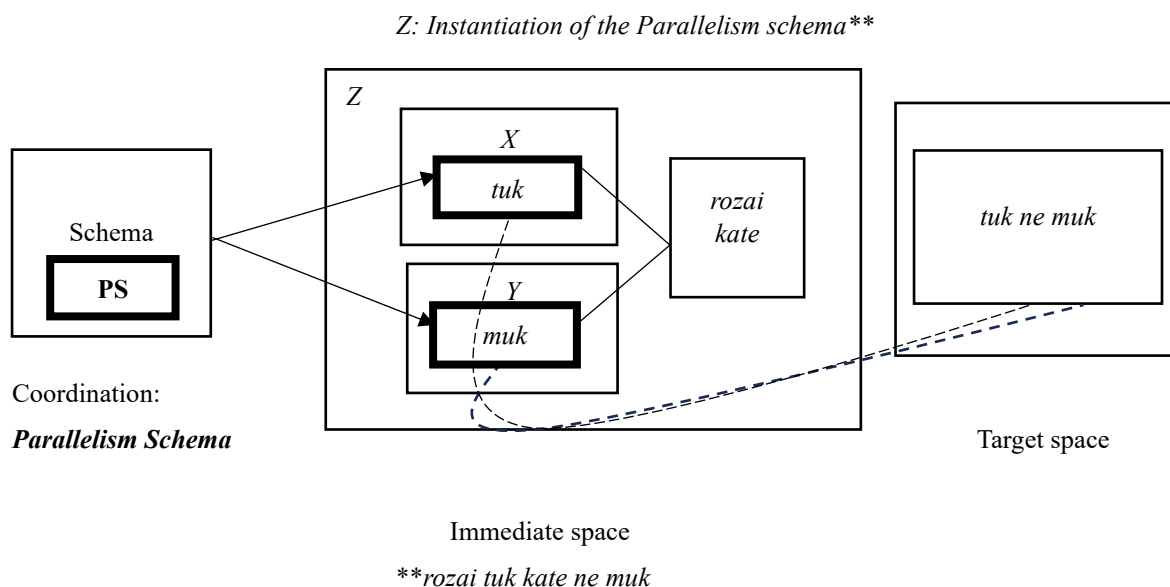 Z: Instantiation of the Parallelism schema**
Z
X
tuk
rozai
kate
tuk ne muk
Schema
PS
Y
muk
Coordination:
Parallelism Schema
Target space
Immediate space
**rozai tuk kate ne muk